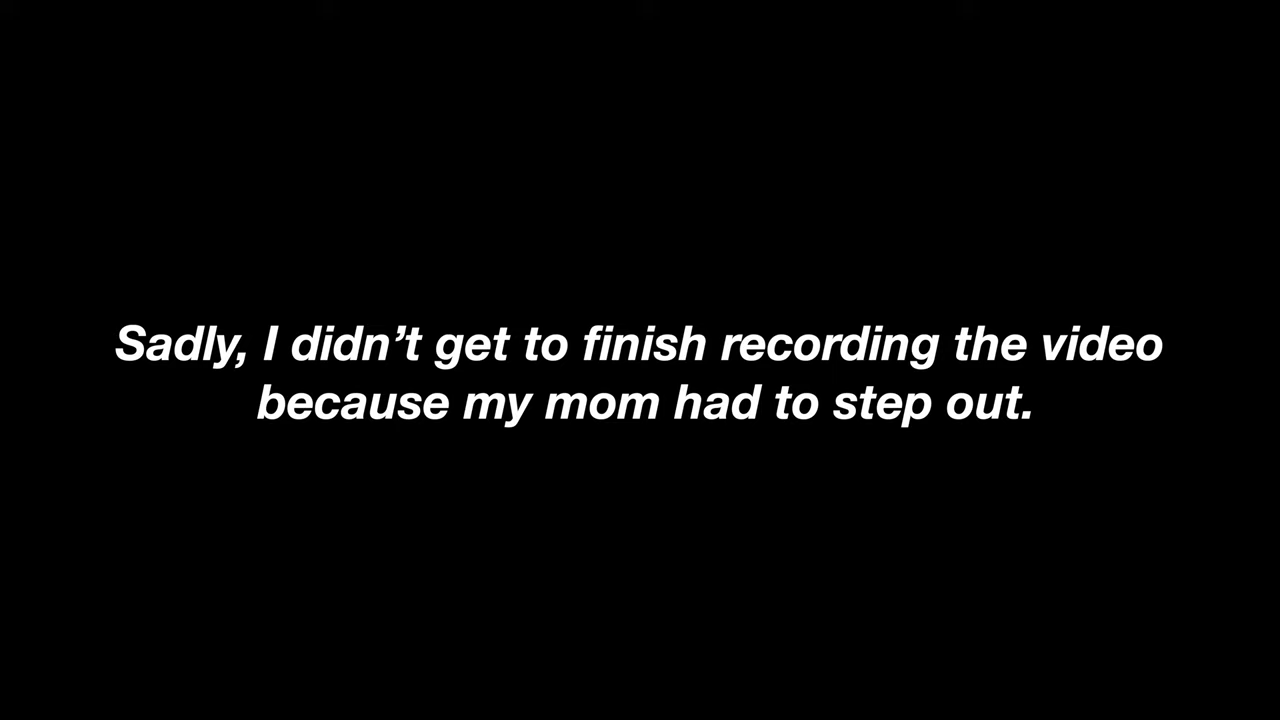 Sadly, I didn’t get to finish recording the video
because my mom had to step out.